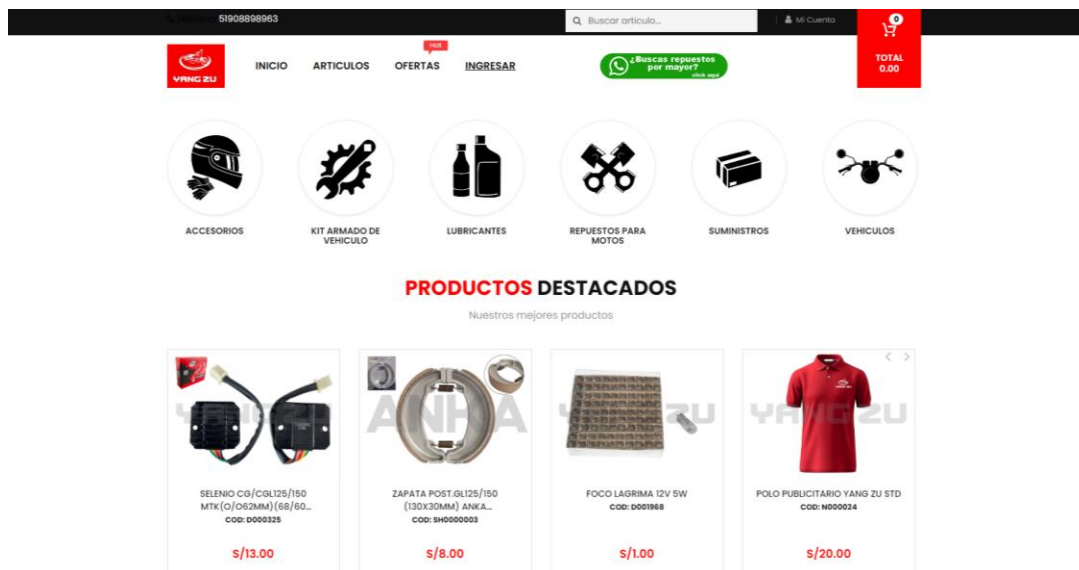 51908898963
Buscar articulo...
Mi Cuenta
0
TOTAL
0.00
YANG ZU
INICIO
ARTICULOS
Hot
OFERTAS
INGRESAR
¿Buscas repuestos
por mayor?
click aquí
ACCESORIOS
KIT ARMADO DE
VEHICULO
LUBRICANTES
REPUESTOS PARA
MOTOS
SUMINISTROS
VEHICULOS
PRODUCTOS DESTACADOS
Nuestros mejores productos
YANG ZU
SELENIO CG/CGL125/150
MTK(O/O62MM)(68/60...
COD: D000325
S/13.00
ANKA
ZAPATA POST.GL125/150
(130X30MM) ANKA...
COD: SH0000003
S/8.00
YANG ZU
FOCO LAGRIMA 12V 5W
COD: D001968
S/1.00
YANG ZU
POLO PUBLICITARIO YANG ZU STD
COD: N000024
S/20.00